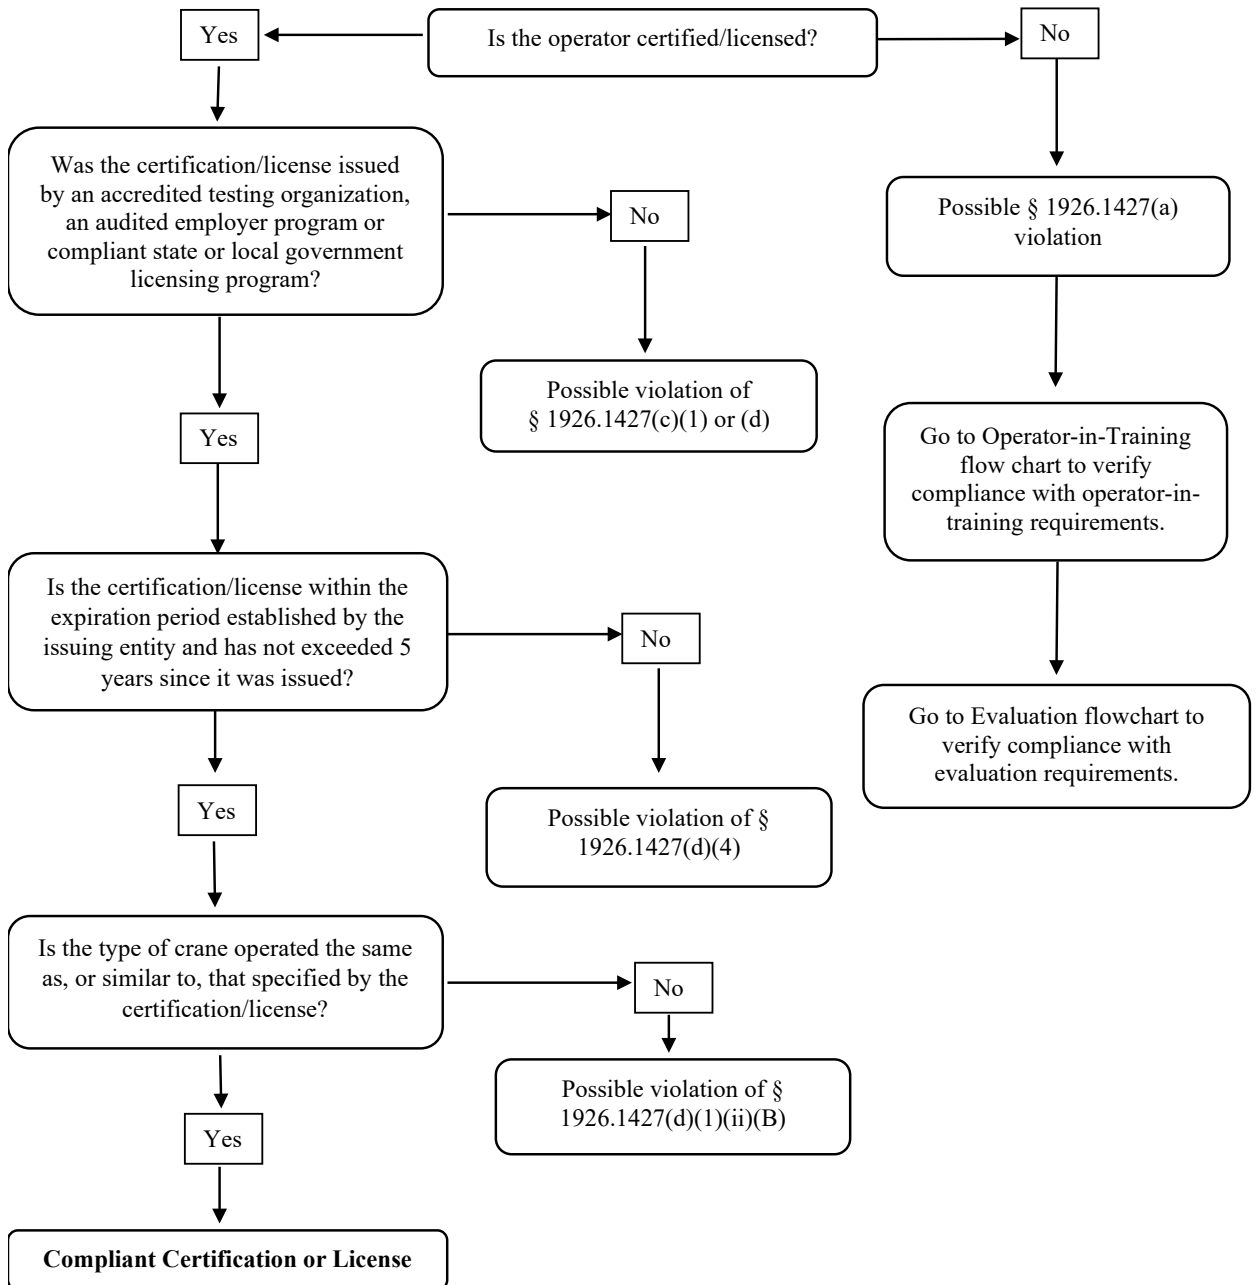 Is the operator certified/licensed?
Yes
No
Was the certification/license issued
by an accredited testing organization,
an audited employer program or
compliant state or local government
licensing program?
No
Possible violation of
§ 1926.1427(c)(1) or (d)
Possible § 1926.1427(a)
violation
Go to Operator-in-Training
flow chart to verify
compliance with operator-in-
training requirements.
Go to Evaluation flowchart to
verify compliance with
evaluation requirements.
Yes
Is the certification/license within the
expiration period established by the
issuing entity and has not exceeded 5
years since it was issued?
No
Possible violation of §
1926.1427(d)(4)
Yes
Is the type of crane operated the same
as, or similar to, that specified by the
certification/license?
No
Possible violation of §
1926.1427(d)(1)(ii)(B)
Yes
Compliant Certification or License